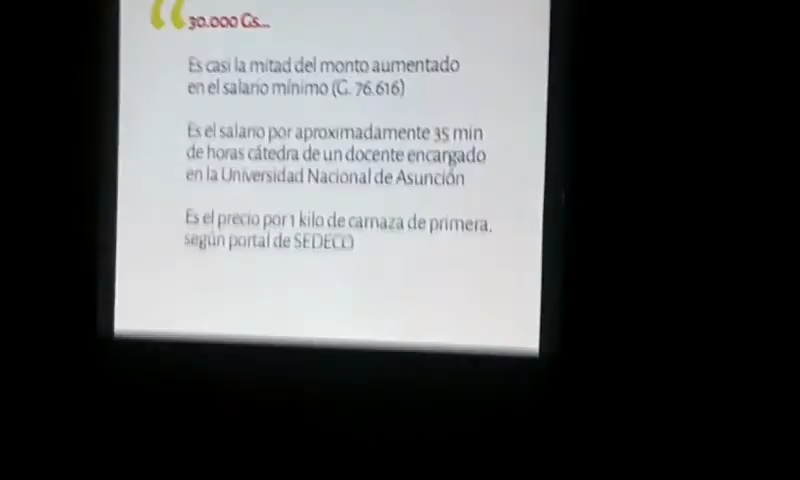 30.000 Gs...
Es casi la mitad del monto aumentado
en el salario mínimo (G. 76.616)
Es el salario por aproximadamente 35 min
de horas cátedra de un docente encargado
en la Universidad Nacional de Asunción
Es el precio por 1 kilo de carnaza de primera,
según portal de SEDECO